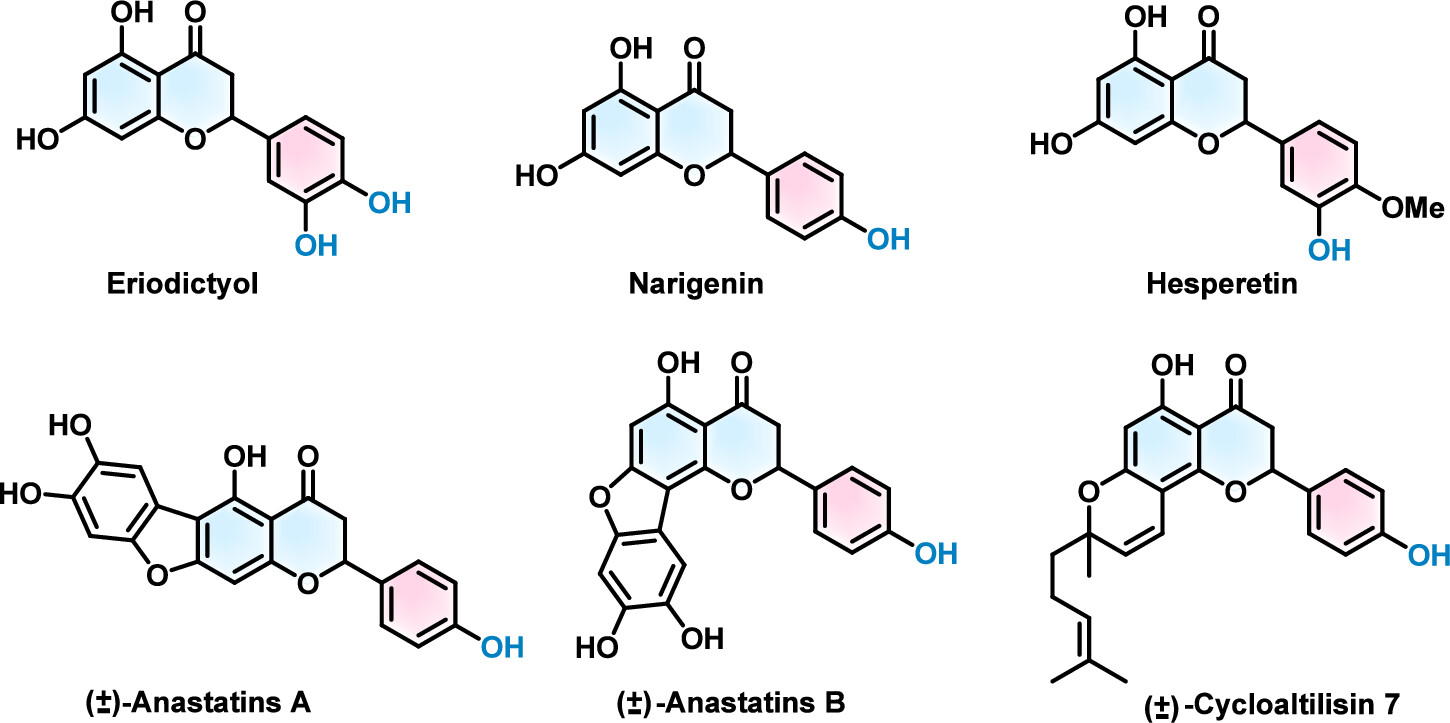 OH O
HO
O
OH
OH
Eriodictyol
OH O
HO
O
OH
Narigenin
OH O
HO
O
OMe
OH
Hesperetin
HO
HO
OH O
O
O
OH
(±)-Anastatins A
OH O
O
O
OH
HO
OH
(±)-Anastatins B
OH O
O
O
OH
(±)-Cycloaltilisin 7